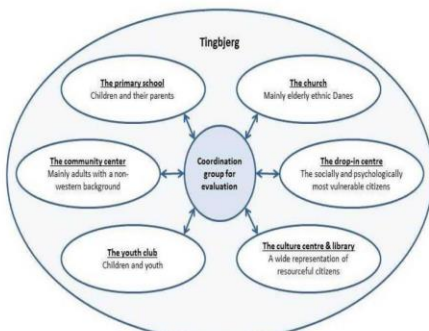 Tingbjerg
The primary school
Children and their parents
The church
Mainly elderly ethnic Danes
The community center
Mainly adults with a non-
western background
Coordination
group for
evaluation
The drop-in centre
The socially and psychologically
most vulnerable citizens
The youth club
Children and youth
The culture centre & library
A wide representation of
resourceful citizens